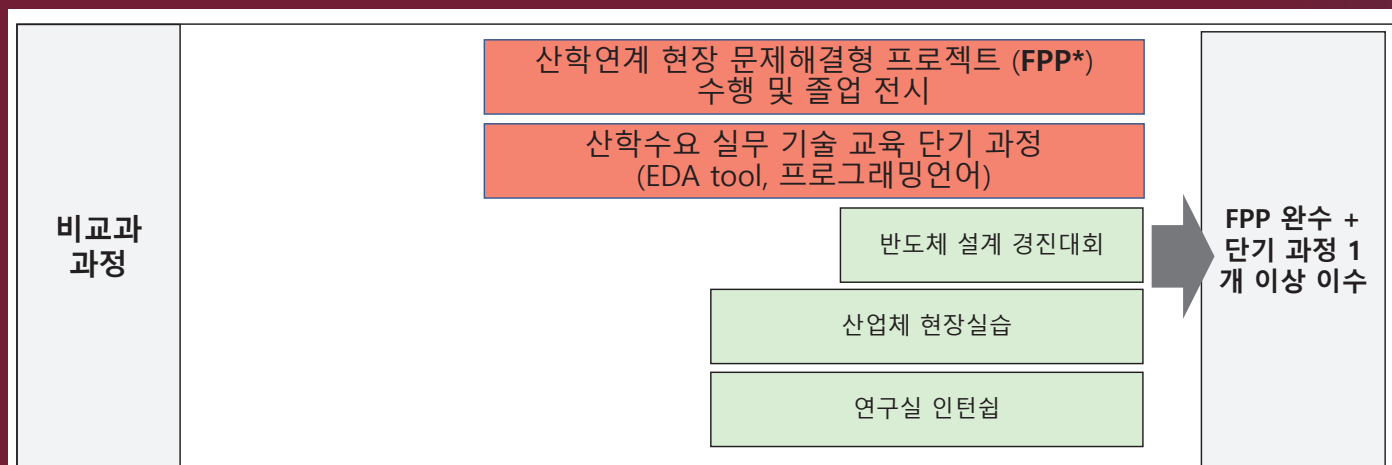 비교과
과정
산학연계 현장 문제해결형 프로젝트 (FPP*)
수행 및 졸업 전시
산학수요 실무 기술 교육 단기 과정
(EDA tool, 프로그래밍언어)
반도체 설계 경진대회
산업체 현장실습
연구실 인턴쉽
FPP 완수 +
단기 과정 1
개 이상 이수